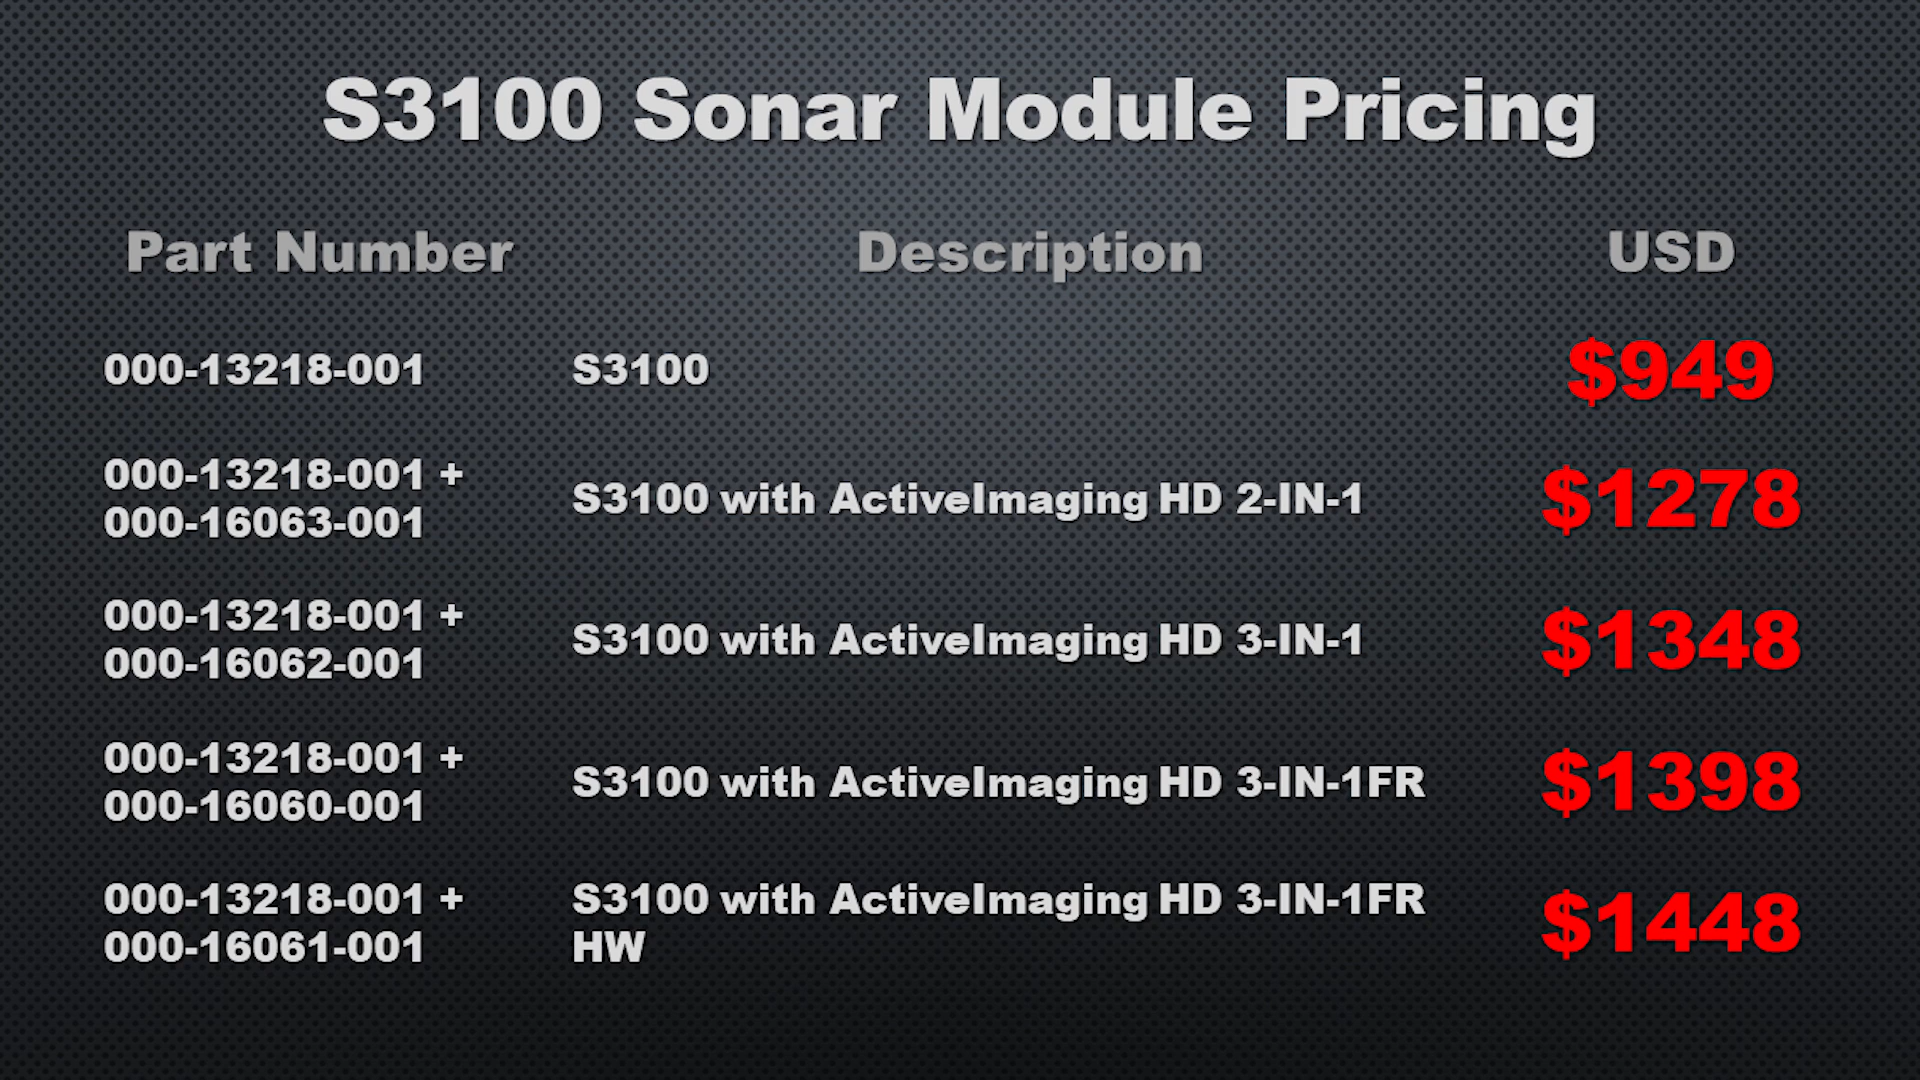 S3100 Sonar Module Pricing
Part Number Description USD
000-13218-001 S3100 $949
000-13218-001 +
000-16063-001
S3100 with ActiveImaging HD 2-IN-1
$1278
000-13218-001 +
000-16062-001
S3100 with ActiveImaging HD 3-IN-1
$1348
000-13218-001 +
000-16060-001
S3100 with ActiveImaging HD 3-IN-1FR
$1398
000-13218-001 +
000-16061-001
S3100 with ActiveImaging HD 3-IN-1FR
HW
$1448